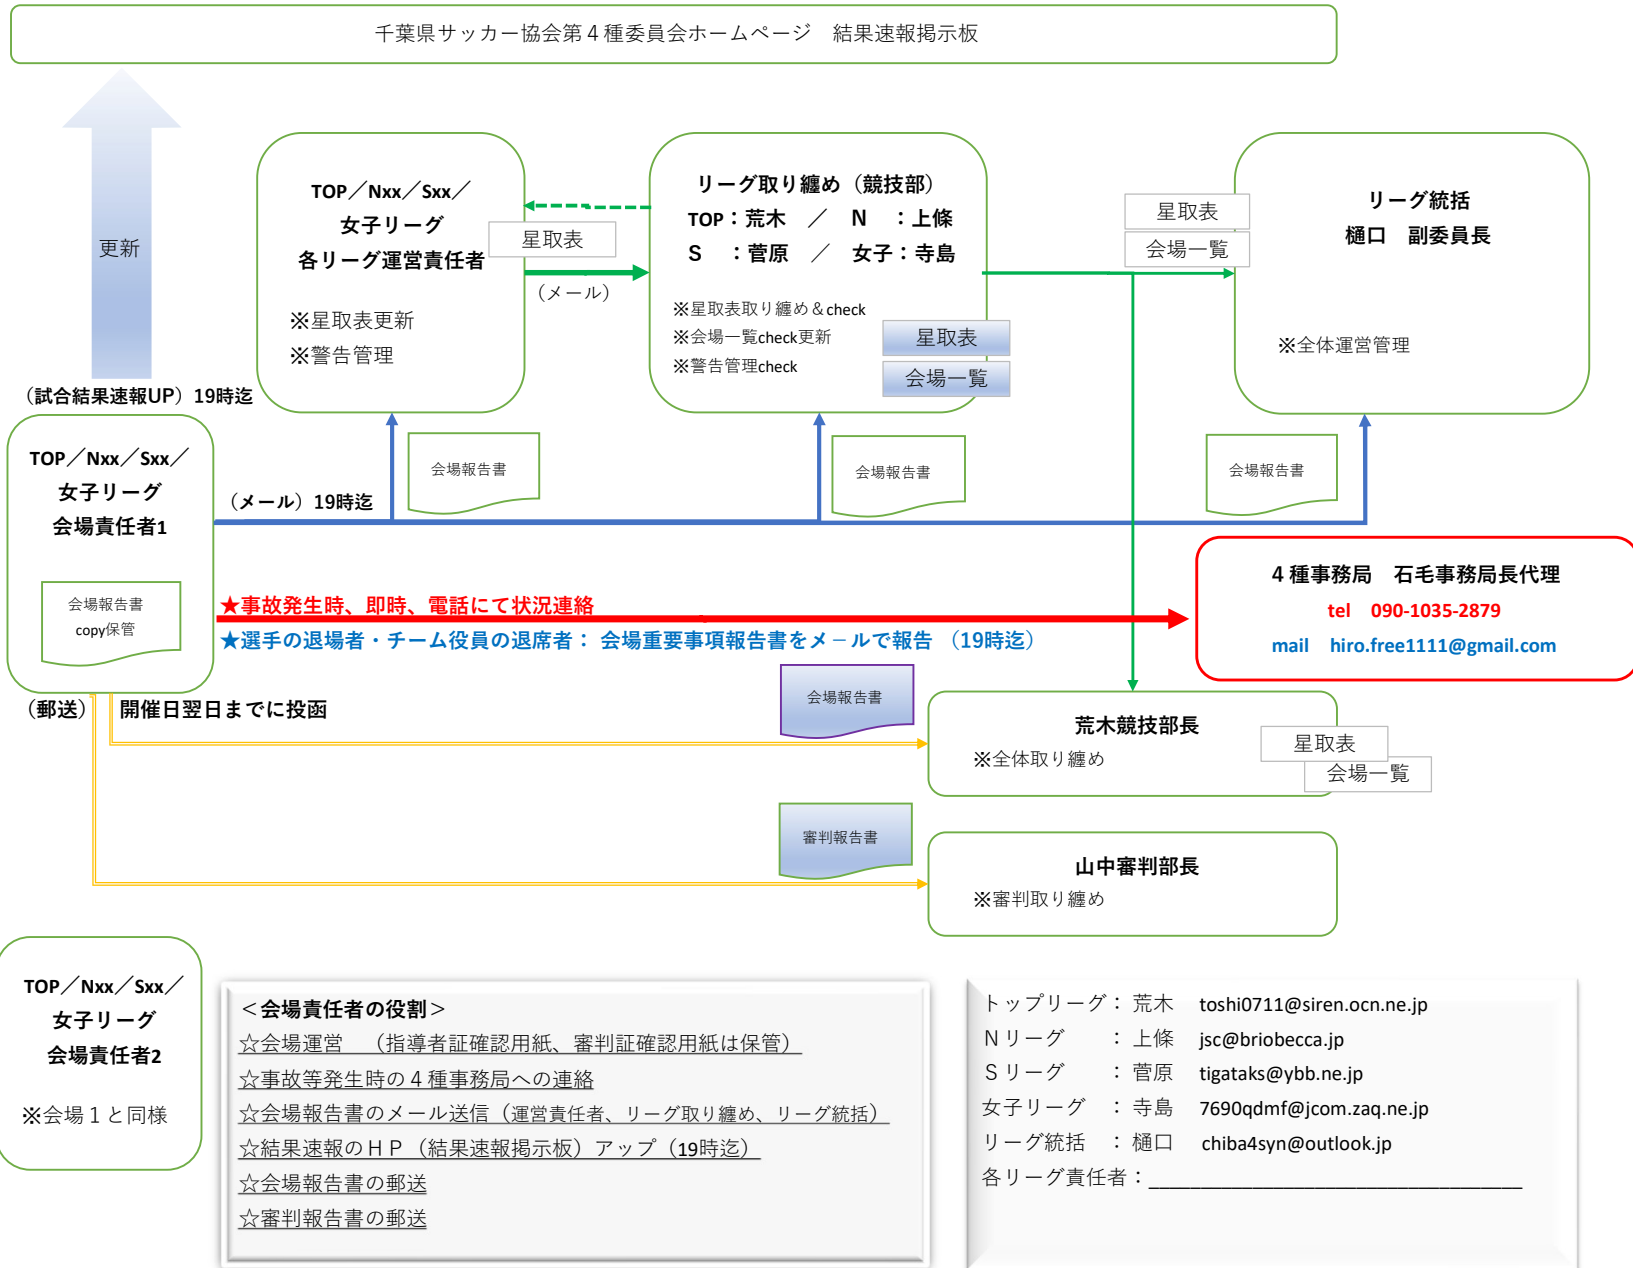 千葉県サッカー協会第４種委員会ホームページ　結果速報掲示板
更新
TOP／Nxx／Sxx／
女子リーグ
各リーグ運営責任者
※星取表更新
※警告管理
星取表
（メール）
リーグ取り纏め（競技部）
TOP：荒木　／　N　：上條
S　：菅原　／　女子：寺島
※星取表取り纏め＆check
※会場一覧check更新
※警告管理check
星取表
会場一覧
星取表
会場一覧
リーグ統括
樋口　副委員長
※全体運営管理
（試合結果速報UP）19時迄
TOP／Nxx／Sxx／
女子リーグ
会場責任者1
会場報告書
copy保管
（メール）19時迄
会場報告書
会場報告書
会場報告書
★事故発生時、即時、電話にて状況連絡
★選手の退場者・チーム役員の退席者： 会場重要事項報告書をメ－ルで報告 （19時迄）
４種事務局　石毛事務局長代理
tel　090-1035-2879
mail　hiro.free1111@gmail.com
（郵送）　開催日翌日までに投函
会場報告書
荒木競技部長
※全体取り纏め
星取表
会場一覧
審判報告書
山中審判部長
※審判取り纏め
TOP／Nxx／Sxx／
女子リーグ
会場責任者2
※会場１と同様
＜会場責任者の役割＞
☆会場運営　（指導者証確認用紙、審判証確認用紙は保管）
☆事故等発生時の４種事務局への連絡
☆会場報告書のメール送信（運営責任者、リーグ取り纏め、リーグ統括）
☆結果速報のＨＰ（結果速報掲示板）アップ（19時迄）
☆会場報告書の郵送
☆審判報告書の郵送
トップリーグ：荒木　toshi0711@siren.ocn.ne.jp
Ｎリーグ　：上條　jsc@briobecca.jp
Ｓリーグ　：菅原　tigataks@ybb.ne.jp
女子リーグ　：寺島　7690qdmf@jcom.zaq.ne.jp
リーグ統括　：樋口　chiba4syn@outlook.jp
各リーグ責任者：__________________________________